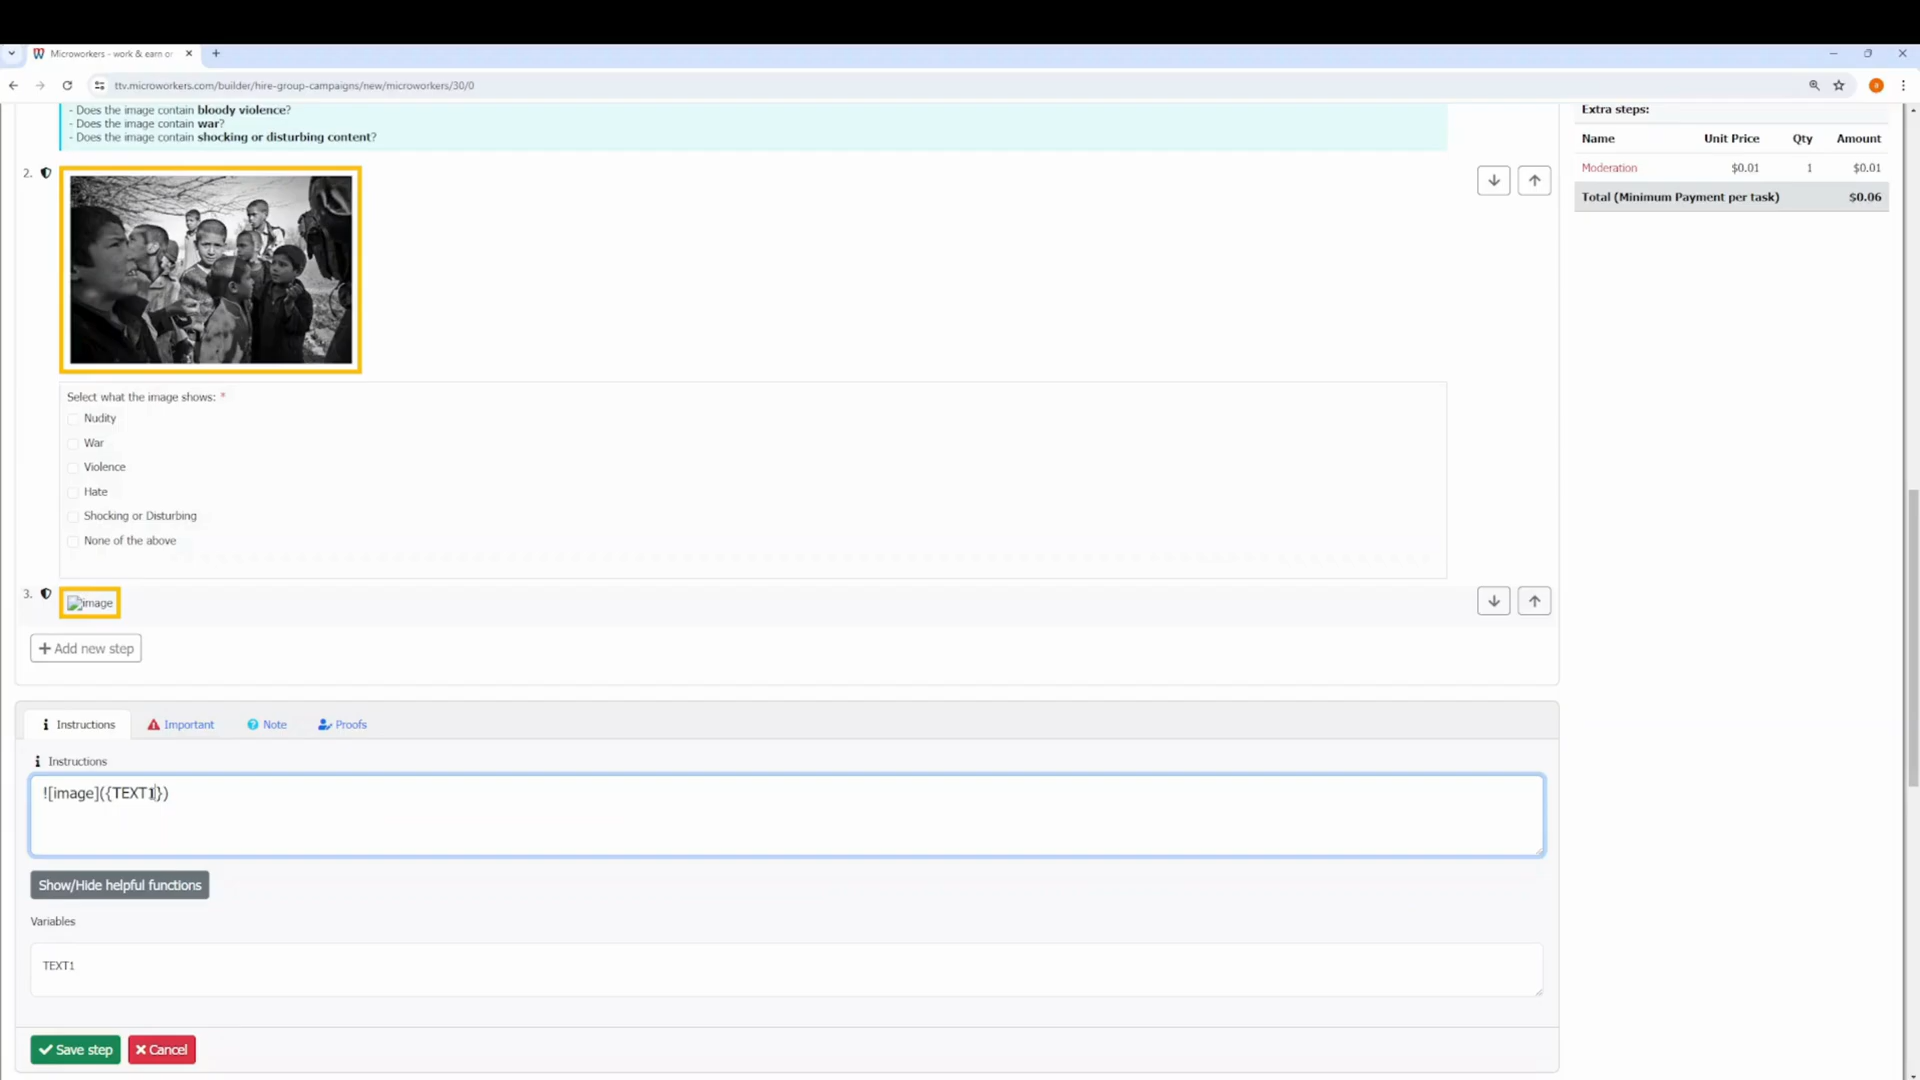 Microworkers - work & earn or
ttv.microworkers.com/builder/hire-group-campaigns/new/microworkers/30/0
- Does the image contain bloody violence?
- Does the image contain war?
- Does the image contain shocking or disturbing content?
Extra steps:
Name Unit Price Qty Amount
Moderation $0.01 1 $0.01
Total (Minimum Payment per task) $0.06
2.
Select what the image shows: *
Nudity
War
Violence
Hate
Shocking or Disturbing
None of the above
3. image
+ Add new step
Instructions Important Note Proofs
Instructions
![image]({TEXT1})
Show/Hide helpful functions
Variables
TEXT1
Save step Cancel